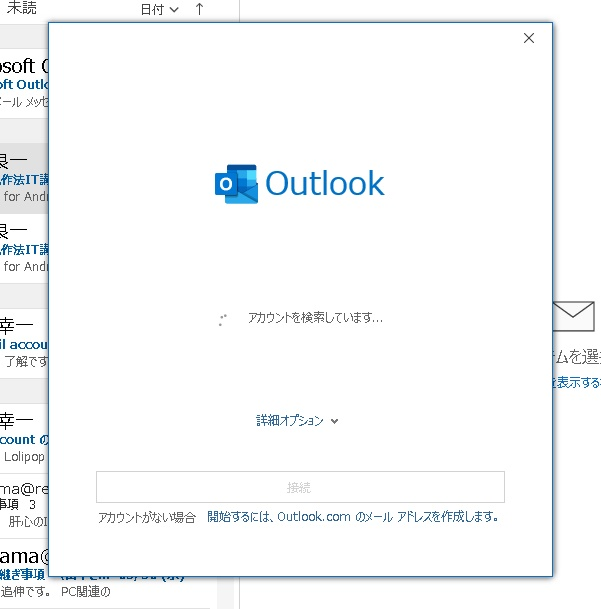 未読
日付
osoft O
oft Outlo
ール メッセ
良一
作法IT講
for Andr
良一
作法IT講
for Andr
幸一
il accou
了解です
幸一
ccount の
Lolipop
ma@re
事項 3
肝心のI
ama@
追伸です。 PC関連の
Outlook
アカウントを検索しています...
詳細オプション
接続
アカウントがない場合 開始するには、Outlook.com のメール アドレスを作成します。
ムを選
を表示する